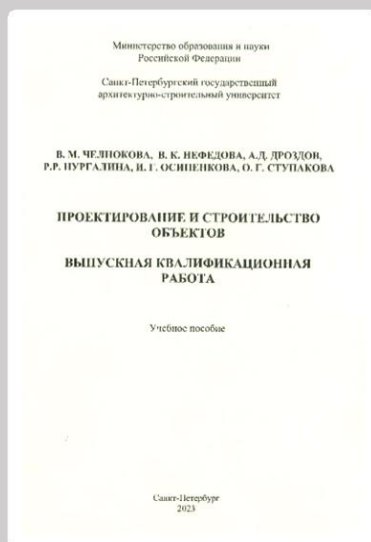 Министерство образования и науки
Российской Федерации
Санкт-Петербургский государственный
архитектурно-строительный университет
В. М. ЧЕЛНОКОВА, В. К. НЕФЕДОВА, А.Д. ДРОЗДОВ,
Р.Р. НУРГАЛИНА, И. Г. ОСИПЕНКОВА, О. Г. СТУПАКОВА
ПРОЕКТИРОВАНИЕ И СТРОИТЕЛЬСТВО
ОБЪЕКТОВ
ВЫПУСКНАЯ КВАЛИФИКАЦИОННАЯ
РАБОТА
Учебное пособие
Санкт-Петербург
2023